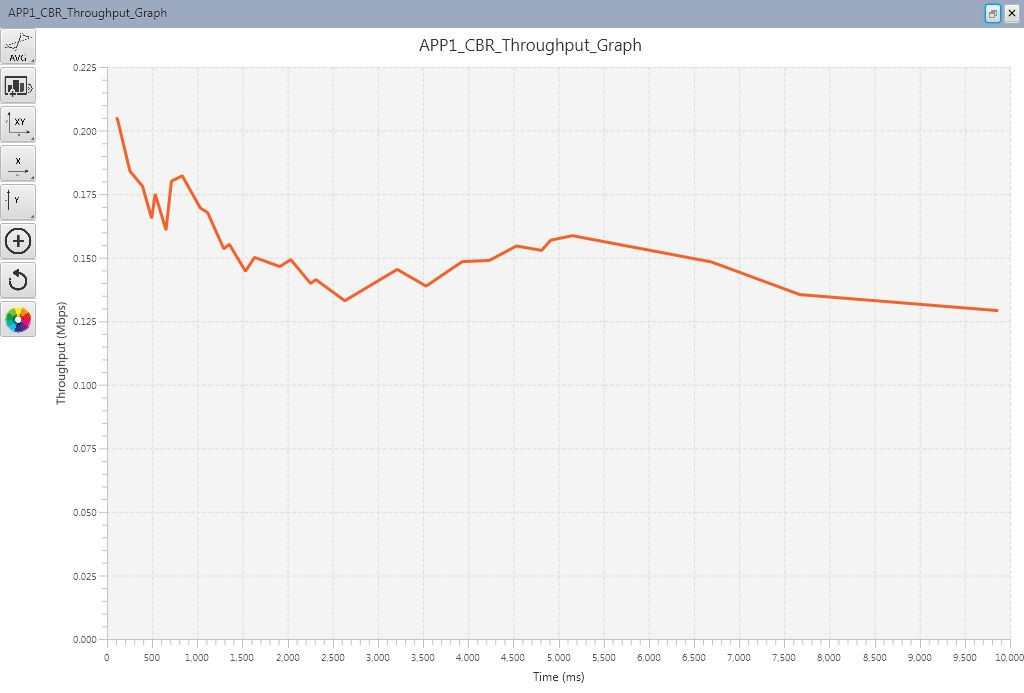 APP1_CBR_Throughput_Graph
APP1_CBR_Throughput_Graph
AVG
XY
X
Y
Throughput (Mbps)
0.225
0.200
0.175
0.150
0.125
0.100
0.075
0.050
0.025
0.000
0 500 1,000 1,500 2,000 2,500 3,000 3,500 4,000 4,500 5,000 5,500 6,000 6,500 7,000 7,500 8,000 8,500 9,000 9,500 10,000
Time (ms)